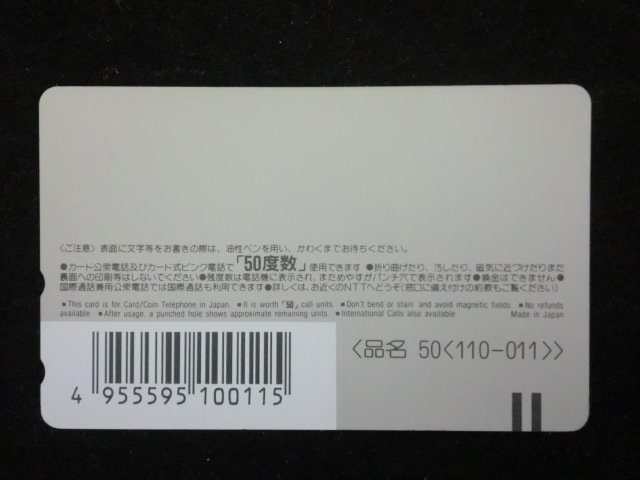 〈ご注意〉表面に文字等をお書きの際は、油性ペンを用い、かわくまでお待ちください。
●カード公衆電話及びカード式ピンク電話で「50度数」使用できます ●折り曲げたり、汚したり、磁気に近づけたりまた
裏面への印刷等はしないでください●残度数は電話機に表示され、まためやすがパンチ穴で表示されます●換金はできません●
国際通話兼用公衆電話では国際通話も利用できます●詳しくは、お近くのNTTへどうぞ(窓口に備え付けの約款もご覧ください)
■This card is for Card/Coin Telephone in Japan. ■It is worth「50」call units. ■Don't bend or stain and avoid magnetic fields. ■No refunds
available. ■After usage, a punched hole shows approximate remaining units. ■International Calls also available. Made in Japan
〈品名 50〈110-011〉〉
4 955595 100115